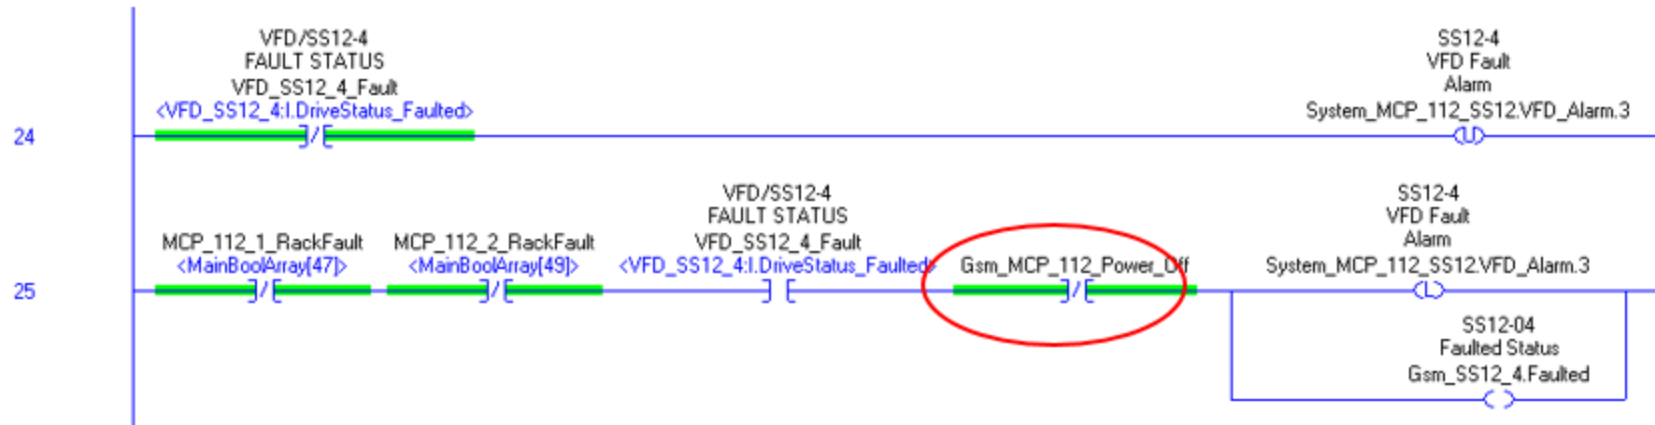 VFD/SS12-4
FAULT STATUS
VFD_SS12_4_Fault
<VFD_SS12_4:I.DriveStatus_Faulted>
SS12-4
VFD Fault
Alarm
System_MCP_112_SS12.VFD_Alarm.3
24
U
MCP_112_1_RackFault
<MainBoolArray[47]>
MCP_112_2_RackFault
<MainBoolArray[49]>
VFD/SS12-4
FAULT STATUS
VFD_SS12_4_Fault
<VFD_SS12_4:I.DriveStatus_Faulted>
Gsm_MCP_112_Power_Off
SS12-4
VFD Fault
Alarm
System_MCP_112_SS12.VFD_Alarm.3
25
L
SS12-04
Faulted Status
Gsm_SS12_4.Faulted